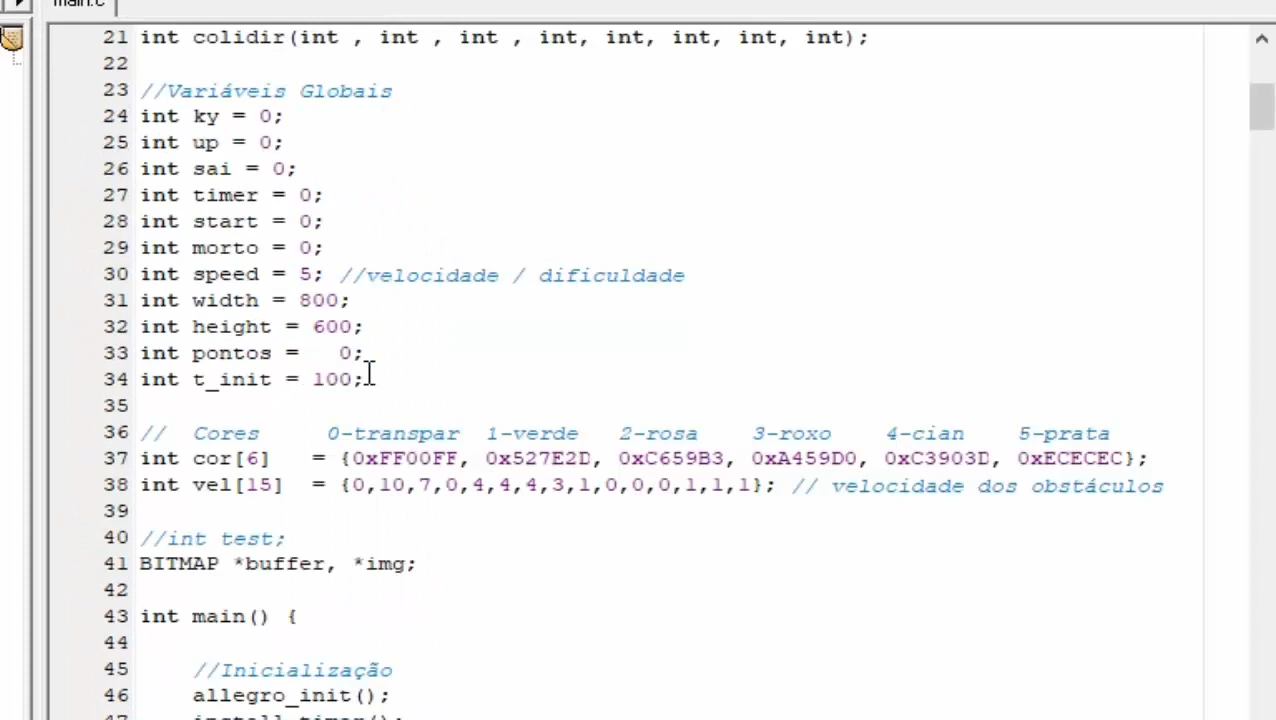 main.c
21 int colidir(int , int , int , int, int, int, int, int);
22
23 //Variáveis Globais
24 int ky = 0;
25 int up = 0;
26 int sai = 0;
27 int timer = 0;
28 int start = 0;
29 int morto = 0;
30 int speed = 5; //velocidade / dificuldade
31 int width = 800;
32 int height = 600;
33 int pontos =   0;
34 int t_init = 100;
35
36 //  Cores     0-transpar  1-verde   2-rosa    3-roxo    4-cian    5-prata
37 int cor[6]   = {0xFF00FF, 0x527E2D, 0xC659B3, 0xA459D0, 0xC3903D, 0xECECEC};
38 int vel[15]  = {0,10,7,0,4,4,4,3,1,0,0,0,1,1,1}; // velocidade dos obstáculos
39
40 //int test;
41 BITMAP *buffer, *img;
42
43 int main() {
44
45     //Inicialização
46     allegro_init();
47     install_timer();